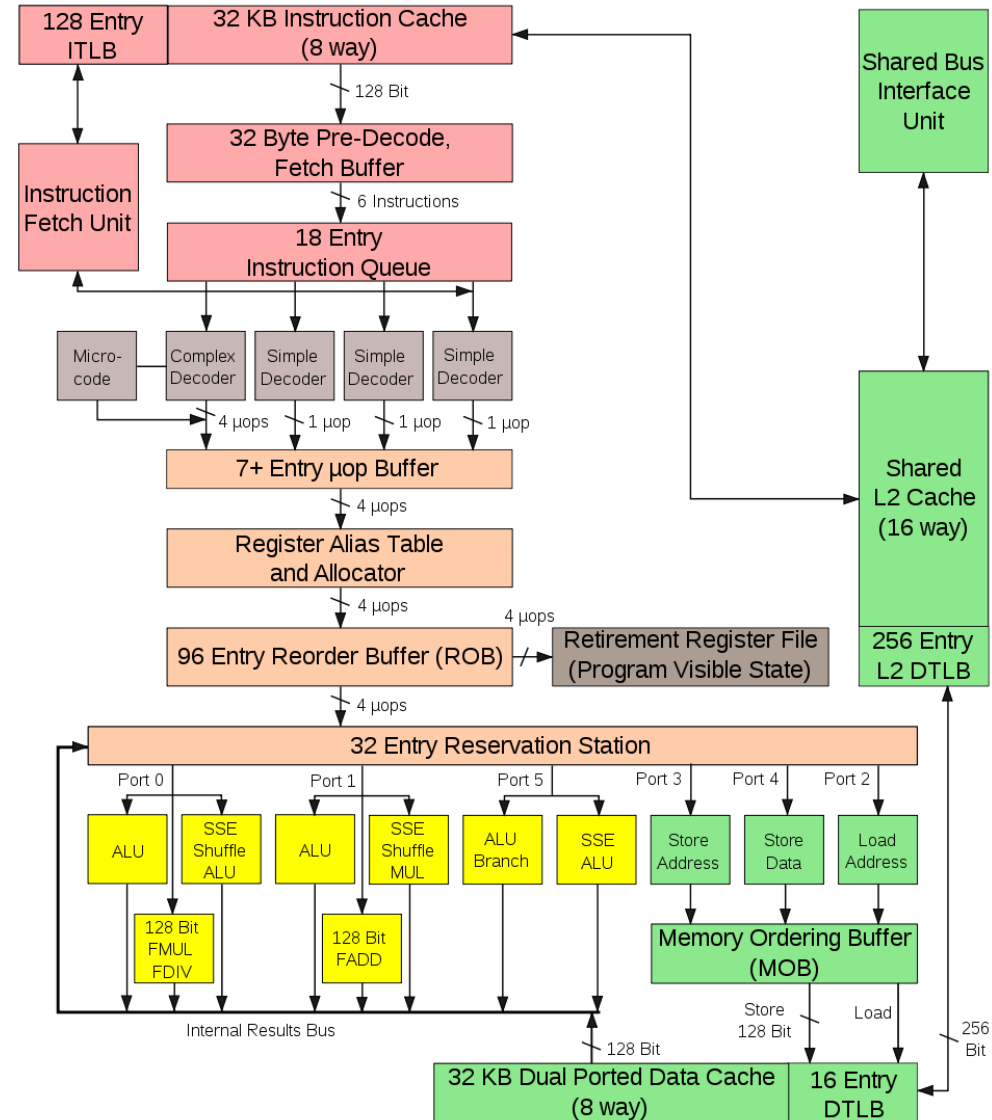 128 Entry
ITLB
32 KB Instruction Cache
(8 way)
Shared Bus
Interface
Unit
128 Bit
32 Byte Pre-Decode,
Fetch Buffer
Instruction
Fetch Unit
6 Instructions
18 Entry
Instruction Queue
Micro-
code
Complex
Decoder
Simple
Decoder
Simple
Decoder
Simple
Decoder
4 µops
1 µop
1 µop
1 µop
Shared
L2 Cache
(16 way)
7+ Entry µop Buffer
4 µops
Register Alias Table
and Allocator
4 µops
4 µops
96 Entry Reorder Buffer (ROB)
Retirement Register File
(Program Visible State)
256 Entry
L2 DTLB
4 µops
32 Entry Reservation Station
Port 0
Port 1
Port 5
Port 3
Port 4
Port 2
ALU
SSE
Shuffle
ALU
ALU
SSE
Shuffle
MUL
ALU
Branch
SSE
ALU
Store
Address
Store
Data
Load
Address
128 Bit
FMUL
FDIV
128 Bit
FADD
Memory Ordering Buffer
(MOB)
Internal Results Bus
Store
128 Bit
Load
256
Bit
128 Bit
32 KB Dual Ported Data Cache
(8 way)
16 Entry
DTLB